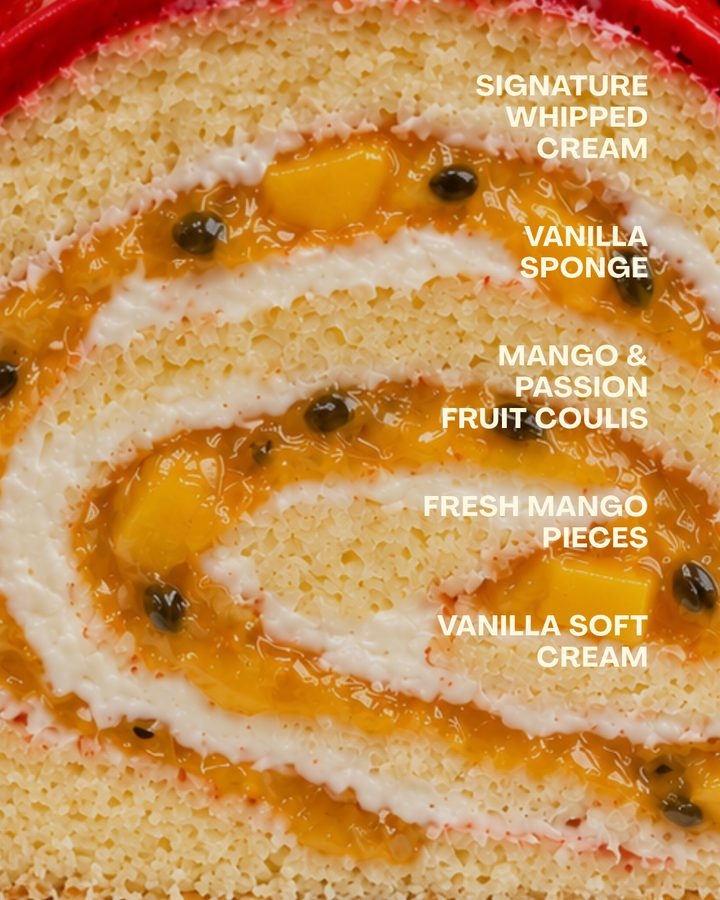 SIGNATURE
WHIPPED
CREAM
VANILLA
SPONGE
MANGO &
PASSION
FRUIT COULIS
FRESH MANGO
PIECES
VANILLA SOFT
CREAM